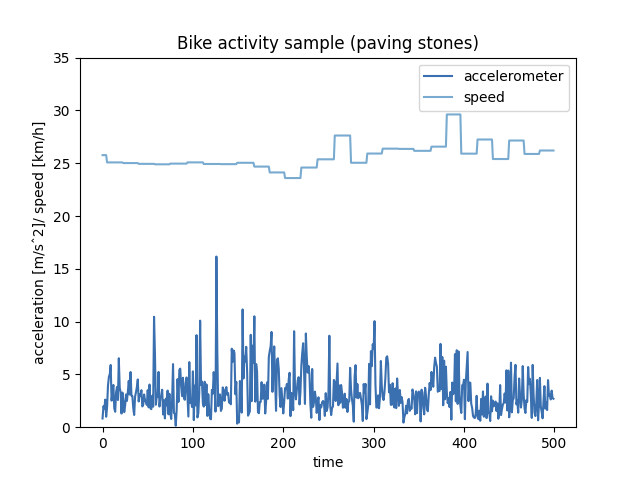 Bike activity sample (paving stones)
accelerometer
speed
35
30
25
20
15
10
5
0
acceleration [m/sˆ2]/ speed [km/h]
0 100 200 300 400 500
time